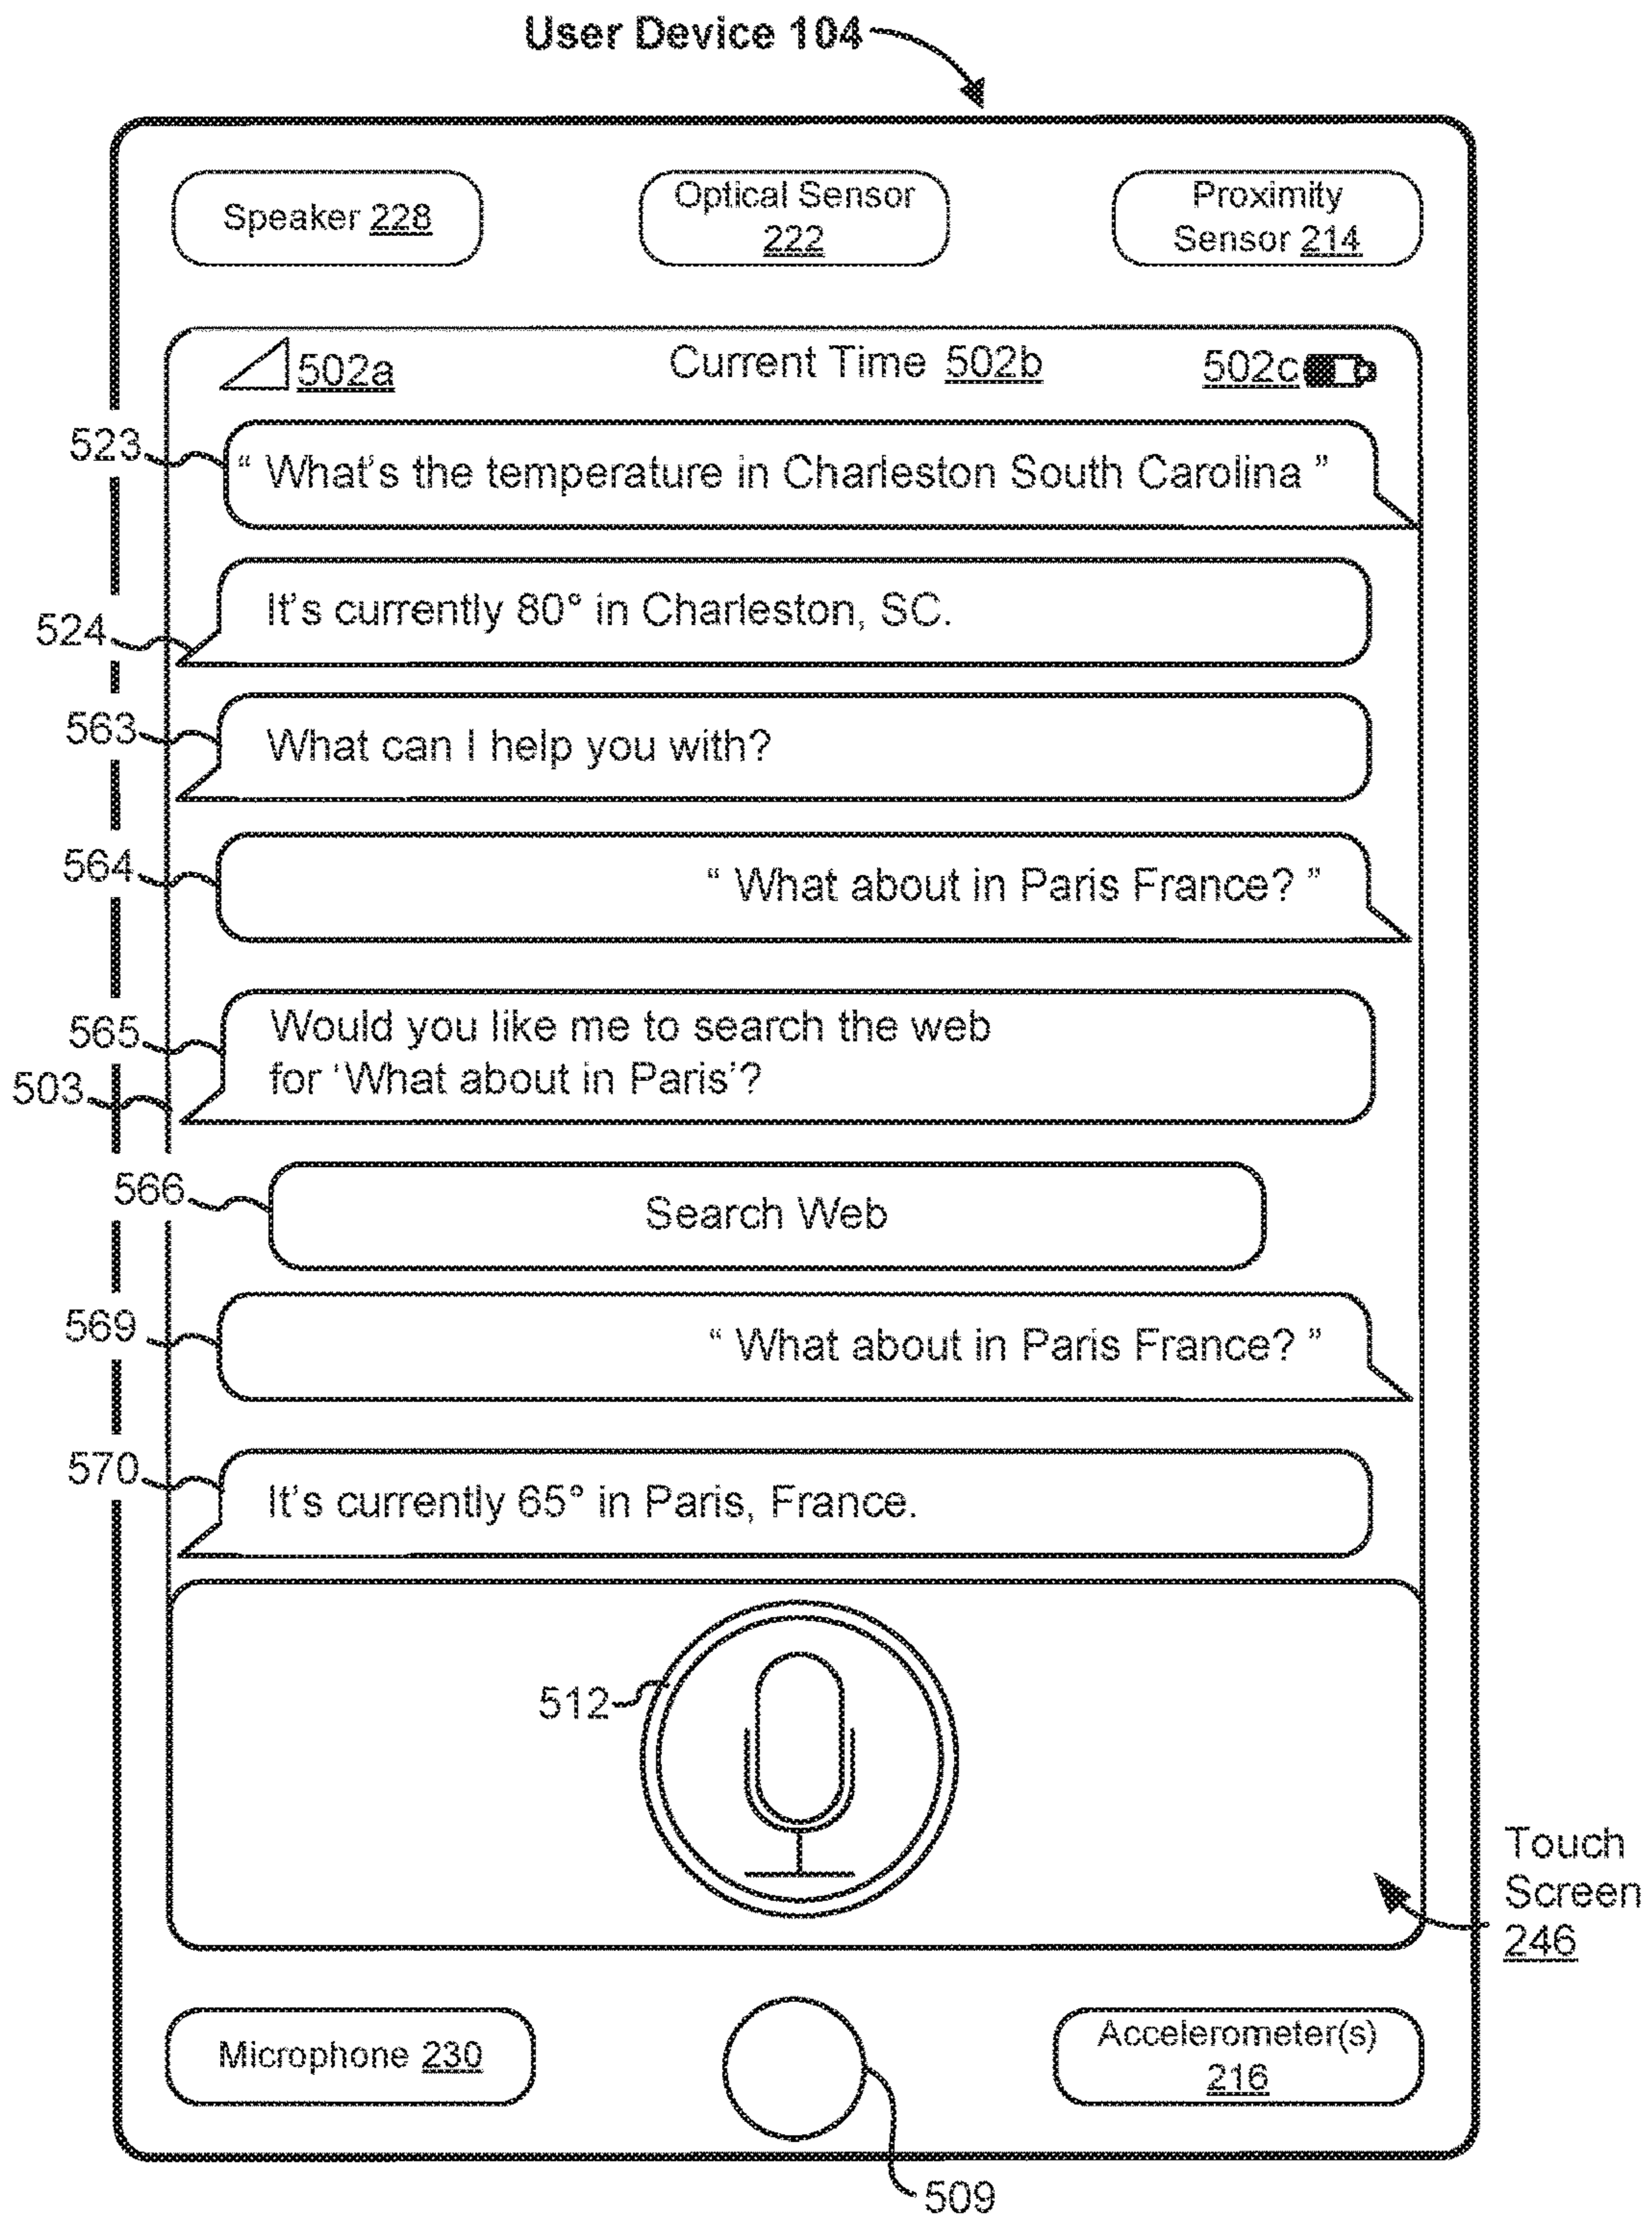 User Device 104
Speaker 228
Optical Sensor
222
Proximity
Sensor 214
502a
Current Time 502b
502c
523
“ What’s the temperature in Charleston South Carolina ”
524
It’s currently 80° in Charleston, SC.
563
What can I help you with?
564
“ What about in Paris France? ”
565
Would you like me to search the web
for ‘What about in Paris’?
503
566
Search Web
569
“ What about in Paris France? ”
570
It’s currently 65° in Paris, France.
512
Touch
Screen
246
Microphone 230
Accelerometer(s)
216
509